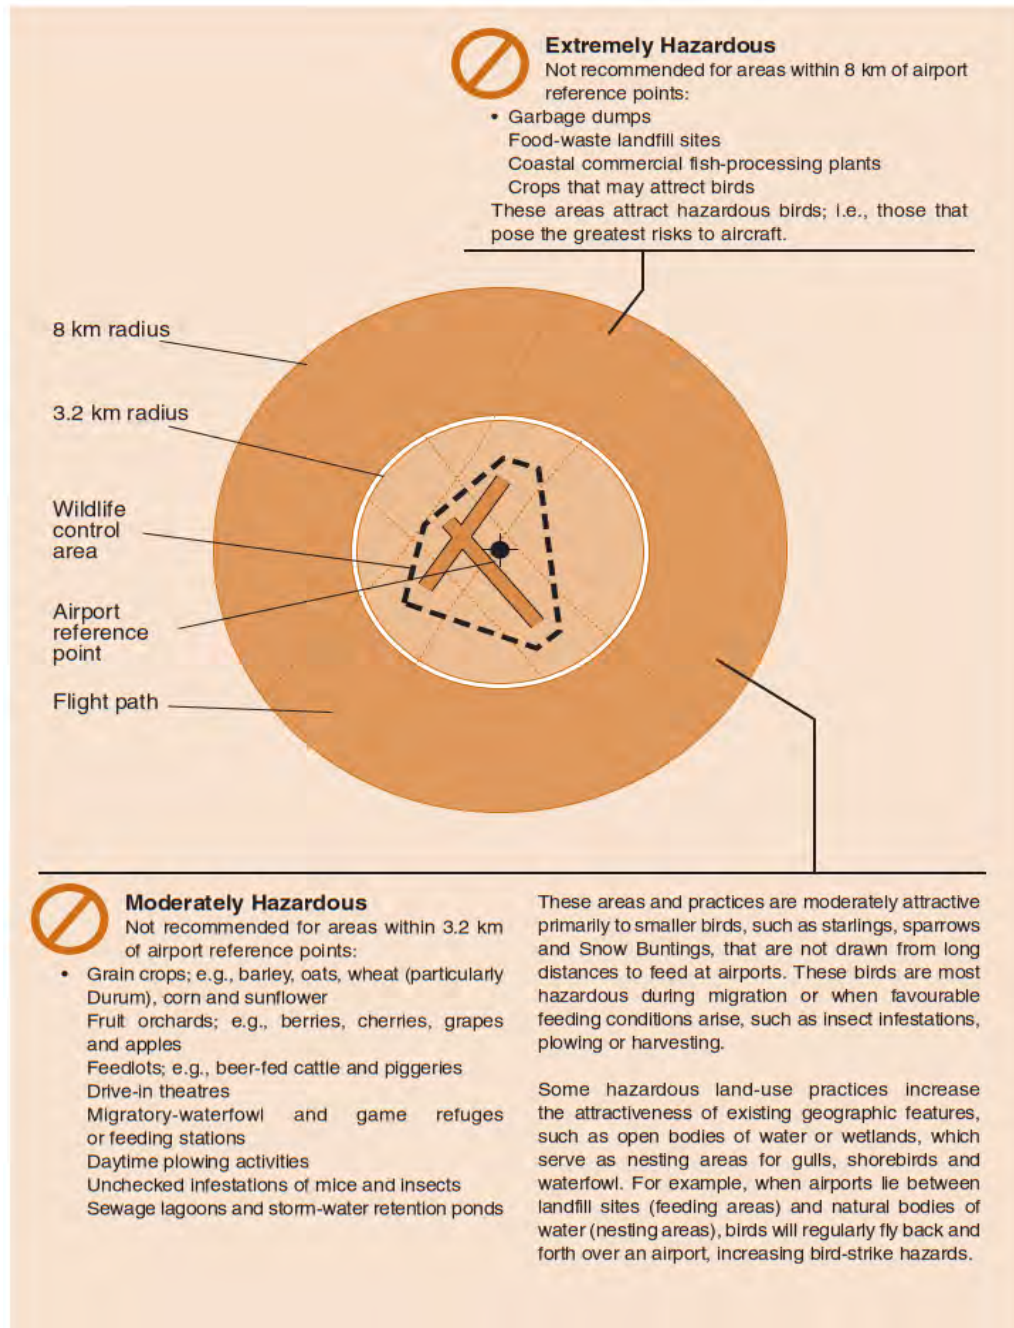 Extremely Hazardous
Not recommended for areas within 8 km of airport
reference points:
• Garbage dumps
Food-waste landfill sites
Coastal commercial fish-processing plants
Crops that may attrect birds
These areas attract hazardous birds; i.e., those that
pose the greatest risks to aircraft.
8 km radius
3.2 km radius
Wildlife
control
area
Airport
reference
point
Flight path
Moderately Hazardous
Not recommended for areas within 3.2 km
of airport reference points:
• Grain crops; e.g., barley, oats, wheat (particularly
Durum), corn and sunflower
Fruit orchards; e.g., berries, cherries, grapes
and apples
Feedlots; e.g., beer-fed cattle and piggeries
Drive-in theatres
Migratory-waterfowl and game refuges
or feeding stations
Daytime plowing activities
Unchecked infestations of mice and insects
Sewage lagoons and storm-water retention ponds
These areas and practices are moderately attractive
primarily to smaller birds, such as starlings, sparrows
and Snow Buntings, that are not drawn from long
distances to feed at airports. These birds are most
hazardous during migration or when favourable
feeding conditions arise, such as insect infestations,
plowing or harvesting.
Some hazardous land-use practices increase
the attractiveness of existing geographic features,
such as open bodies of water or wetlands, which
serve as nesting areas for gulls, shorebirds and
waterfowl. For example, when airports lie between
landfill sites (feeding areas) and natural bodies of
water (nesting areas), birds will regularly fly back and
forth over an airport, increasing bird-strike hazards.